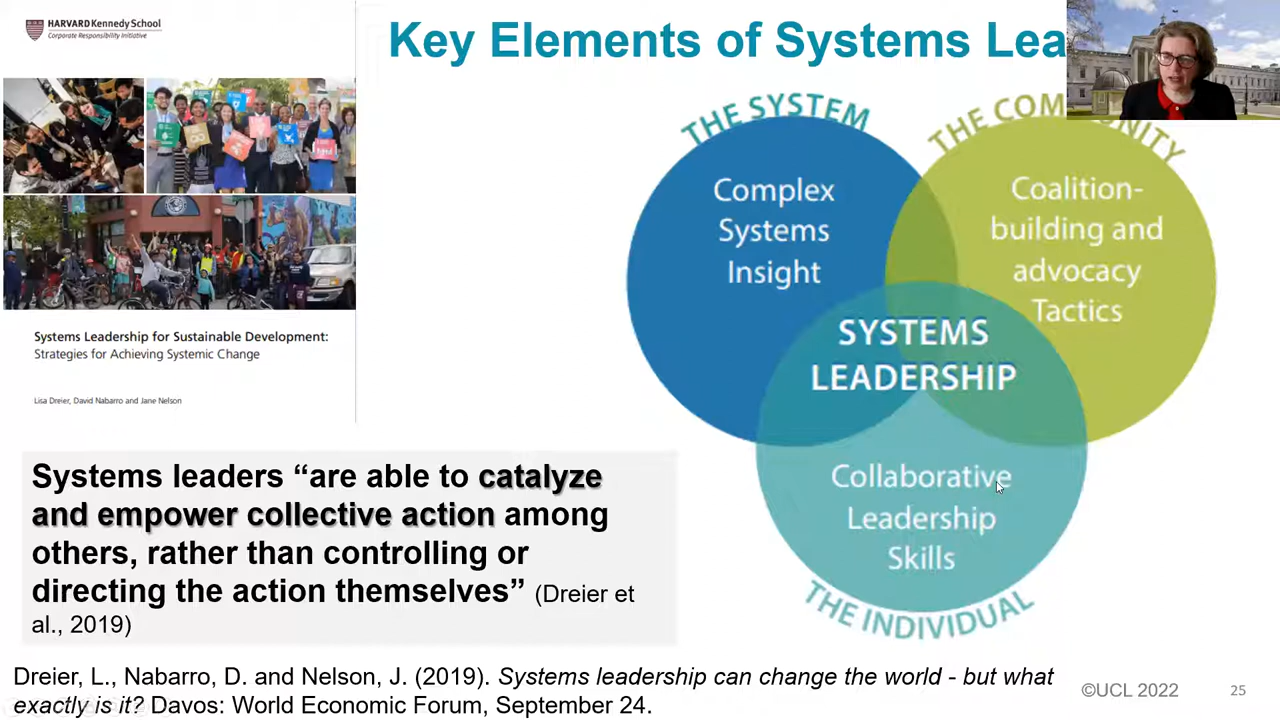 HARVARD Kennedy School
Corporate Responsibility Initiative
Systems Leadership for Sustainable Development:
Strategies for Achieving Systemic Change
Lisa Dreier, David Nabarro and Jane Nelson
Key Elements of Systems Lea
THE SYSTEM
Complex
Systems
Insight
THE COM UNITY
Coalition-
building and
advocacy
Tactics
SYSTEMS
LEADERSHIP
Collaborative
Leadership
Skills
THE INDIVIDUAL
Systems leaders “are able to catalyze
and empower collective action among
others, rather than controlling or
directing the action themselves” (Dreier et
al., 2019)
Dreier, L., Nabarro, D. and Nelson, J. (2019). Systems leadership can change the world - but what
exactly is it? Davos: World Economic Forum, September 24.
©UCL 2022
25